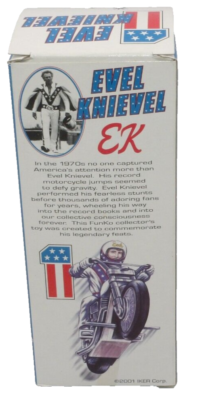 EVEL
KNIEVEL
EVEL
KNIEVEL
EK
In the 1970s no one captured
America's attention more than
Evel Knievel. His record
motorcycle jumps seemed
to defy gravity. Evel Knievel
performed his fearless stunts
before thousands of adoring fans
for years, wheeling his way
into the record books and into
our collective consciousness
forever. This Funko collector's
toy was created to commemorate
his legendary feats.
1